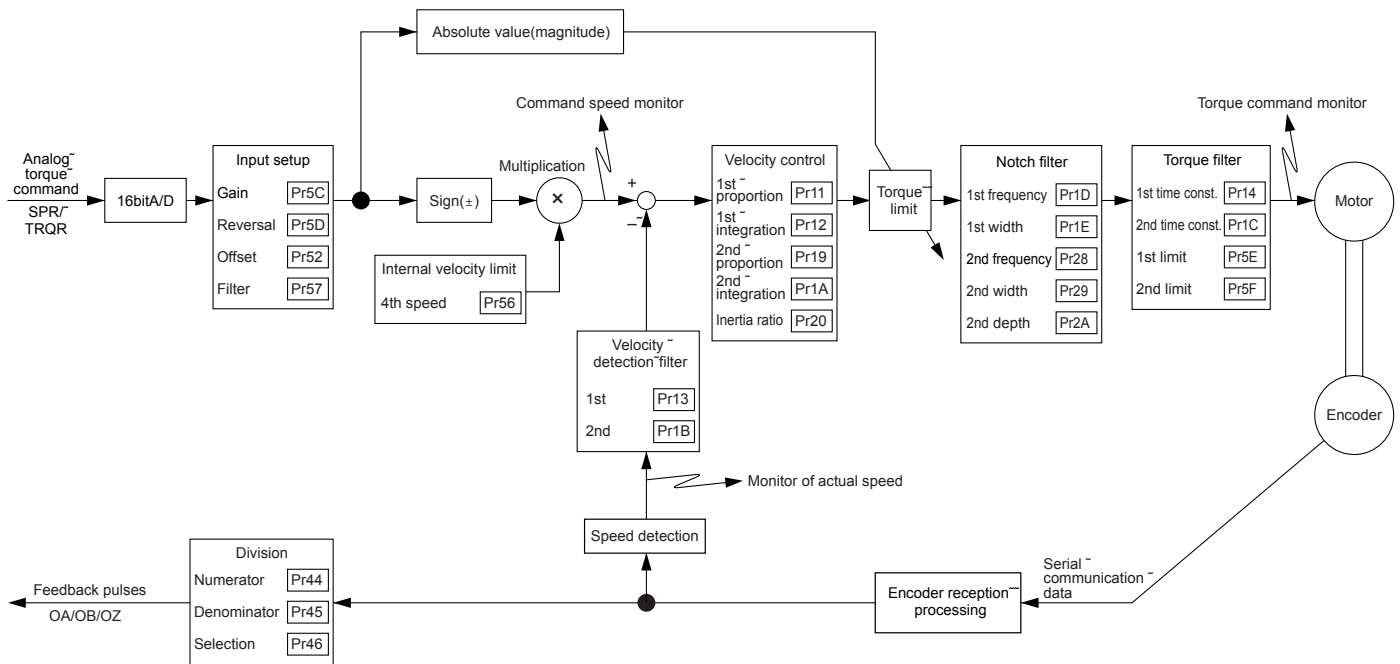 Absolute value(magnitude)
Command speed monitor
Torque command monitor
Analog˜
torque˜
command
SPR/˜
TRQR
16bitA/D
Input setup
Gain Pr5C
Reversal Pr5D
Offset Pr52
Filter Pr57
Sign(±)
Multiplication
×
+
−˜
Internal velocity limit
4th speed Pr56
Velocity control
1st ˜
proportion Pr11
1st ˜
integration Pr12
2nd ˜
proportion Pr19
2nd ˜
integration Pr1A
Inertia ratio Pr20
Torque˜˜
limit
Notch filter
1st frequency Pr1D
1st width Pr1E
2nd frequency Pr28
2nd width Pr29
2nd depth Pr2A
Torque filter
1st time const. Pr14
2nd time const. Pr1C
1st limit Pr5E
2nd limit Pr5F
Motor
Encoder
Velocity ˜
detection˜filter
1st Pr13
2nd Pr1B
Monitor of actual speed
Speed detection
Serial ˜
communication ˜
data
Encoder reception˜˜
processing
Division
Numerator Pr44
Denominator Pr45
Selection Pr46
Feedback pulses
OA/OB/OZ